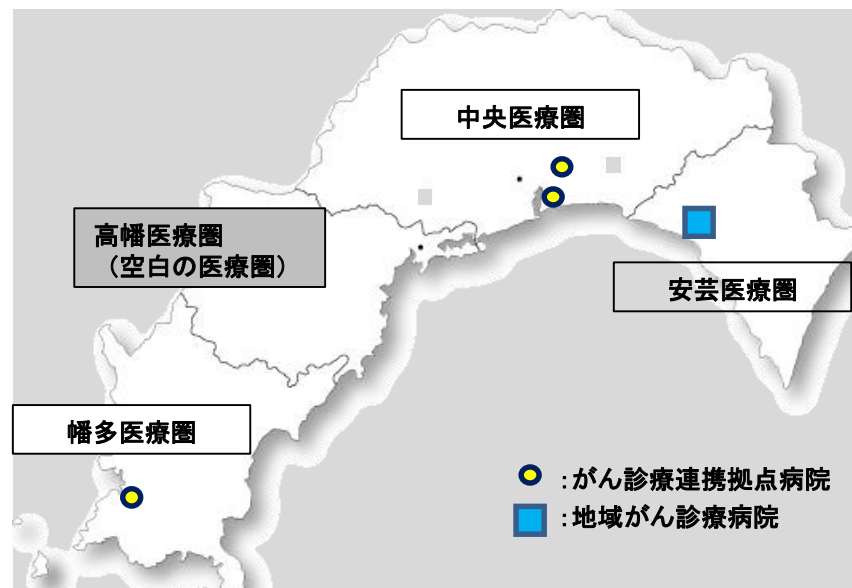 中央医療圏
高幡医療圏
（空白の医療圏）
安芸医療圏
幡多医療圏
：がん診療連携拠点病院
：地域がん診療病院